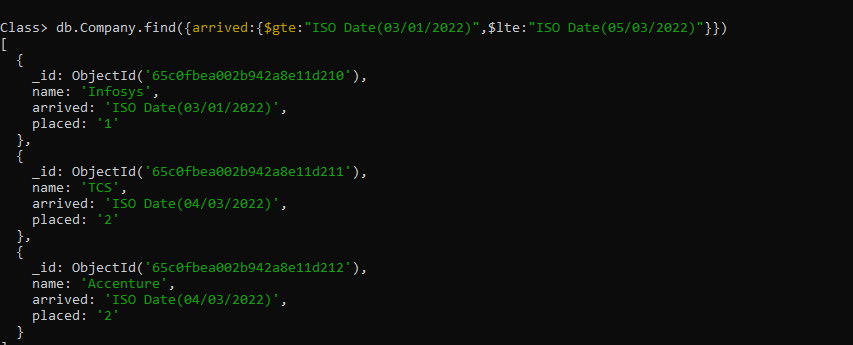 Class> db.Company.find({arrived:{$gte:"ISO Date(03/01/2022)",$lte:"ISO Date(05/03/2022)"}})
[
  {
    _id: ObjectId('65c0fbea002b942a8e11d210'),
    name: 'Infosys',
    arrived: 'ISO Date(03/01/2022)',
    placed: '1'
  },
  {
    _id: ObjectId('65c0fbea002b942a8e11d211'),
    name: 'TCS',
    arrived: 'ISO Date(04/03/2022)',
    placed: '2'
  },
  {
    _id: ObjectId('65c0fbea002b942a8e11d212'),
    name: 'Accenture',
    arrived: 'ISO Date(04/03/2022)',
    placed: '2'
  }